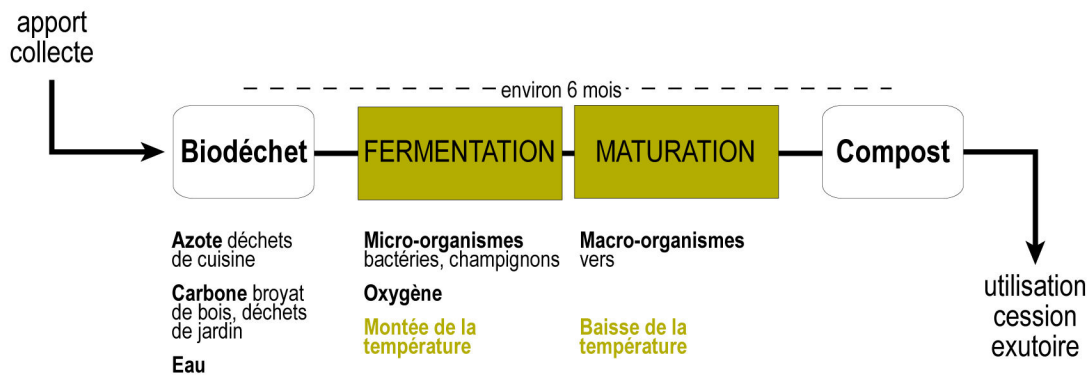 apport
collecte
environ 6 mois
Biodéchet
FERMENTATION
MATURATION
Compost
Azote déchets
de cuisine
Carbone broyat
de bois, déchets
de jardin
Eau
Micro-organismes
bactéries, champignons
Oxygène
Montée de la
température
Macro-organismes
vers
Baisse de la
température
utilisation
cession
exutoire